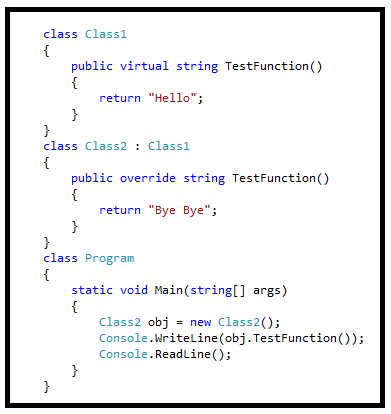 class Class1
{
    public virtual string TestFunction()
    {
        return "Hello";
    }
}
class Class2 : Class1
{
    public override string TestFunction()
    {
        return "Bye Bye";
    }
}
class Program
{
    static void Main(string[] args)
    {
        Class2 obj = new Class2();
        Console.WriteLine(obj.TestFunction());
        Console.ReadLine();
    }
}